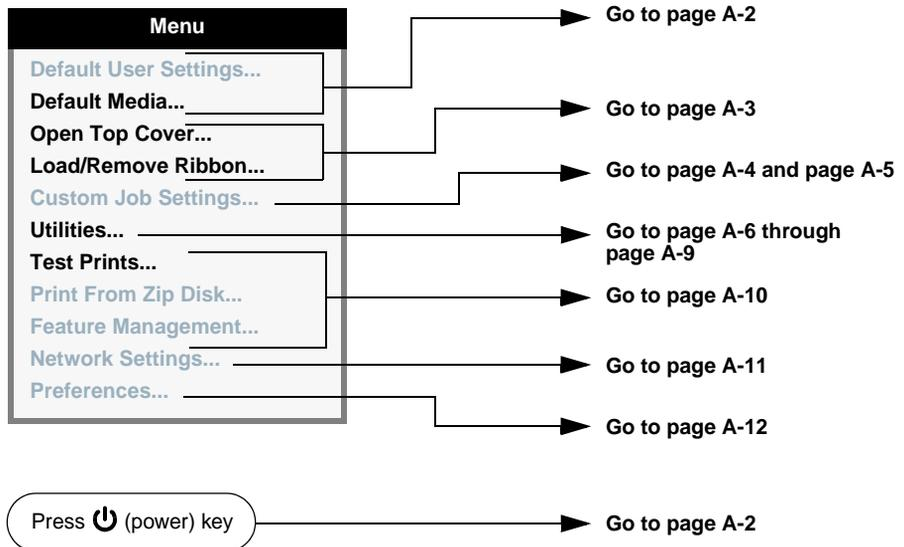 Menu
Default User Settings...
Default Media...
Open Top Cover...
Load/Remove Ribbon...
Custom Job Settings...
Utilities...
Test Prints...
Print From Zip Disk...
Feature Management...
Network Settings...
Preferences...
Go to page A-2
Go to page A-3
Go to page A-4 and page A-5
Go to page A-6 through
page A-9
Go to page A-10
Go to page A-11
Go to page A-12
Press (power) key
Go to page A-2